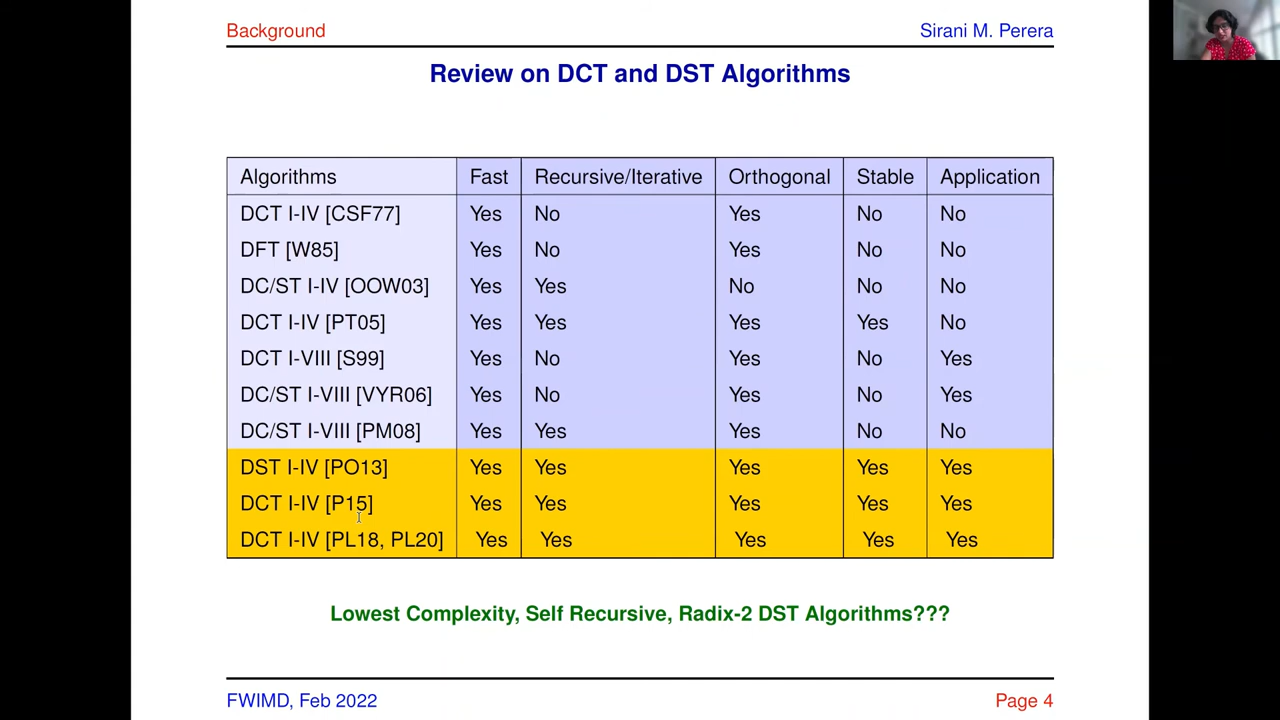 Background Sirani M. Perera
Review on DCT and DST Algorithms
Algorithms Fast Recursive/Iterative Orthogonal Stable Application
DCT I-IV [CSF77] Yes No Yes No No
DFT [W85] Yes No Yes No No
DC/ST I-IV [OOW03] Yes Yes No No No
DCT I-IV [PT05] Yes Yes Yes Yes No
DCT I-VIII [S99] Yes No Yes No Yes
DC/ST I-VIII [VYR06] Yes No Yes No Yes
DC/ST I-VIII [PM08] Yes Yes Yes No No
DST I-IV [PO13] Yes Yes Yes Yes Yes
DCT I-IV [P15] Yes Yes Yes Yes Yes
DCT I-IV [PL18, PL20] Yes Yes Yes Yes Yes
Lowest Complexity, Self Recursive, Radix-2 DST Algorithms???
FWIMD, Feb 2022 Page 4